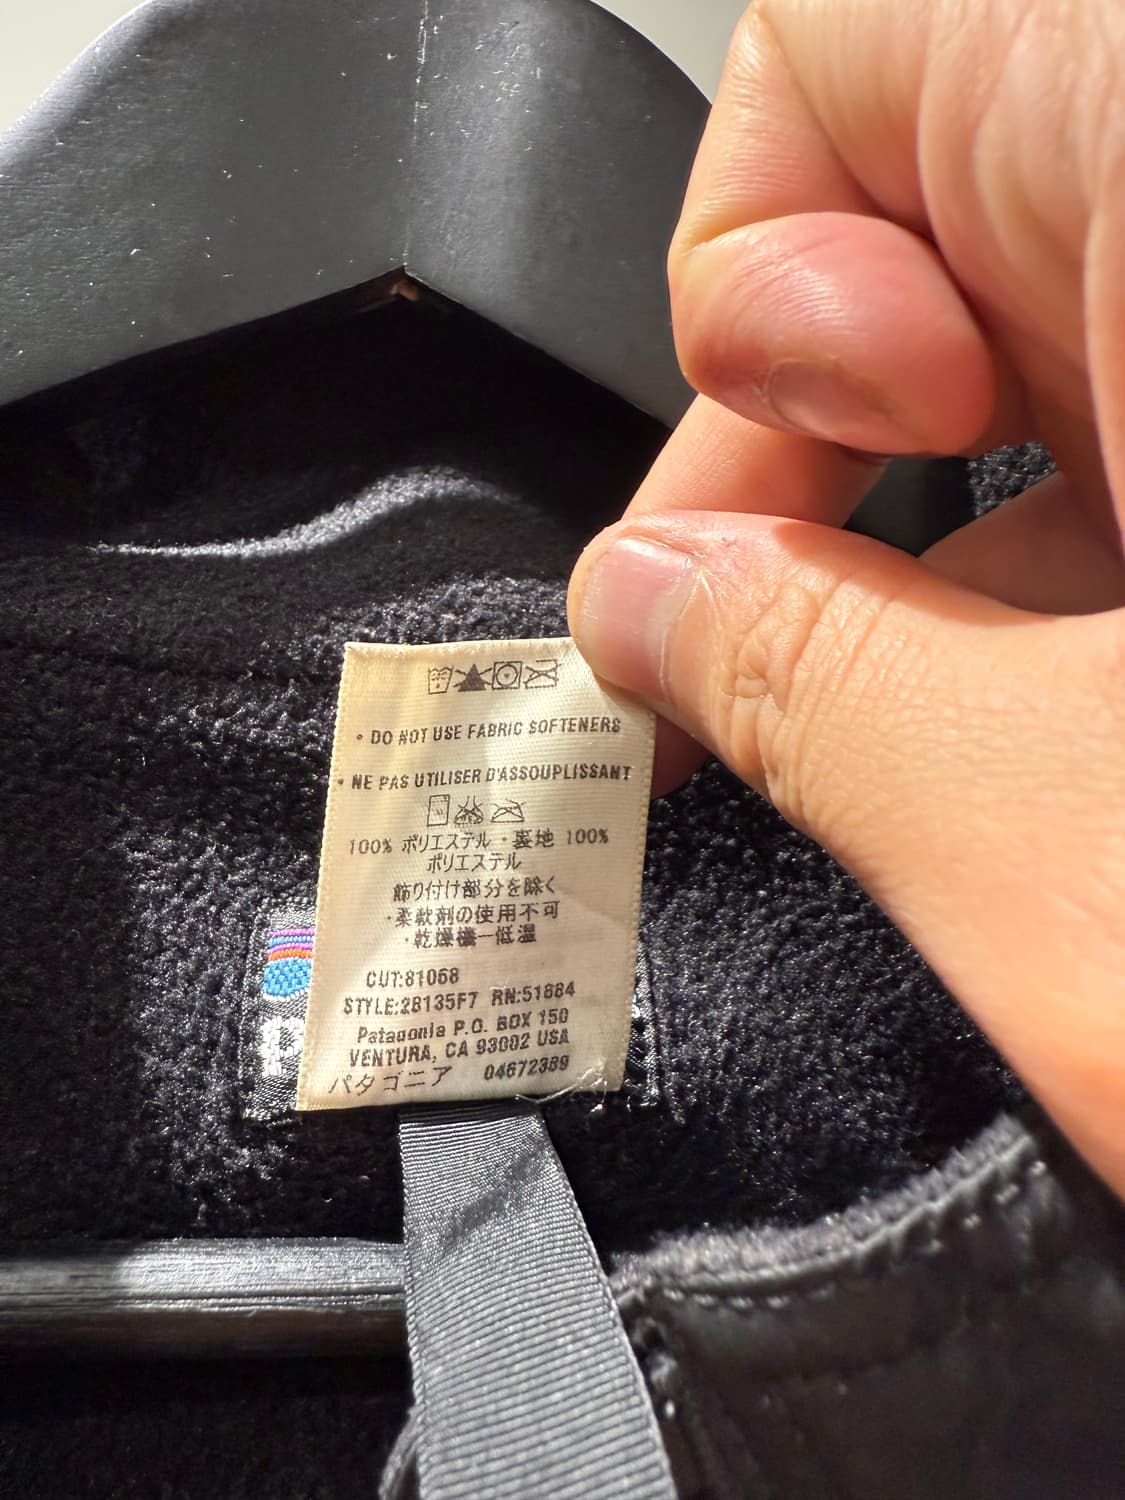 • DO NOT USE FABRIC SOFTENERS
• NE PAS UTILISER D'ASSOUPLISSANT
100% ポリエステル・裏地 100%
ポリエステル
飾り付け部分を除く
・柔軟剤の使用不可
・乾燥機一低温
CUT:81068
STYLE:28135F7 RN:51884
Patagonia P.O. BOX 150
VENTURA, CA 93002 USA
パタゴニア 04672389